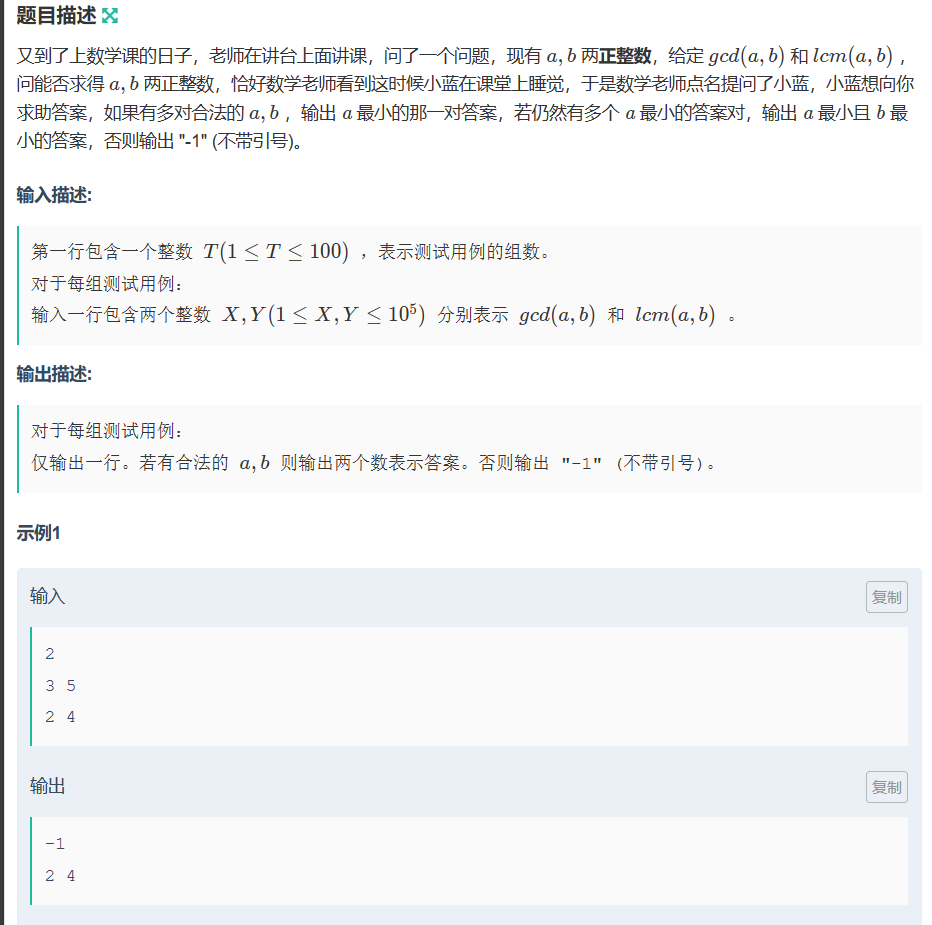 题目描述
又到了上数学课的日子，老师在讲台上面讲课，问了一个问题，现有 a, b 两正整数，给定 gcd(a, b) 和 lcm(a, b) ，
问能否求得 a, b 两正整数，恰好数学老师看到这时候小蓝在课堂上睡觉，于是数学老师点名提问了小蓝，小蓝想向你
求助答案，如果有多对合法的 a, b ，输出 a 最小的那一对答案，若仍然有多个 a 最小的答案对，输出 a 最小且 b 最
小的答案，否则输出 "-1" (不带引号)。
输入描述:
第一行包含一个整数 T(1 ≤ T ≤ 100) ，表示测试用例的组数。
对于每组测试用例：
输入一行包含两个整数 X, Y(1 ≤ X, Y ≤ 10⁵) 分别表示 gcd(a, b) 和 lcm(a, b) 。
输出描述:
对于每组测试用例：
仅输出一行。若有合法的 a, b 则输出两个数表示答案。否则输出 "-1" (不带引号)。
示例1
输入
复制
2
3 5
2 4
输出
复制
-1
2 4